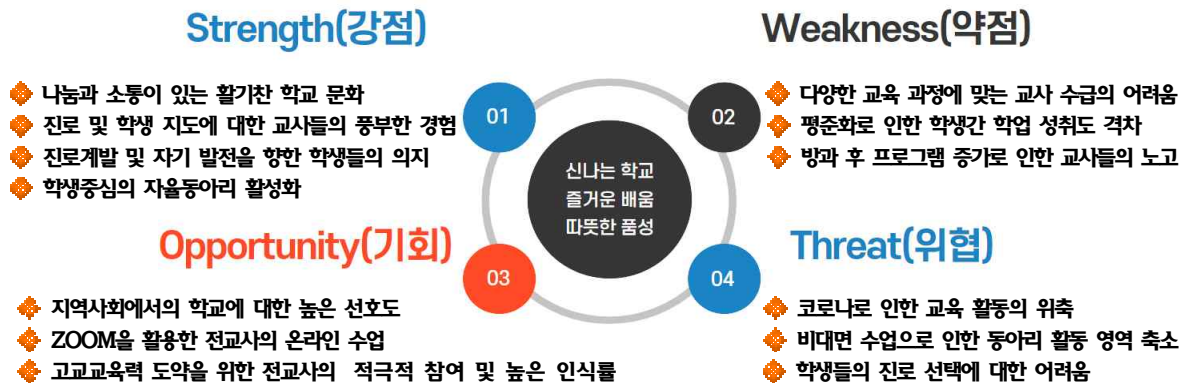 Strength(강점)
나눔과 소통이 있는 활기찬 학교 문화
진로 및 학생 지도에 대한 교사들의 풍부한 경험
진로계발 및 자기 발전을 향한 학생들의 의지
학생중심의 자율동아리 활성화
Weakness(약점)
다양한 교육 과정에 맞는 교사 수급의 어려움
평준화로 인한 학생간 학업 성취도 격차
방과 후 프로그램 증가로 인한 교사들의 노고
01
02
신나는 학교
즐거운 배움
따뜻한 품성
03
04
Opportunity(기회)
지역사회에서의 학교에 대한 높은 선호도
ZOOM을 활용한 전교사의 온라인 수업
고교교육력 도약을 위한 전교사의 적극적 참여 및 높은 인식률
Threat(위협)
코로나로 인한 교육 활동의 위축
비대면 수업으로 인한 동아리 활동 영역 축소
학생들의 진로 선택에 대한 어려움